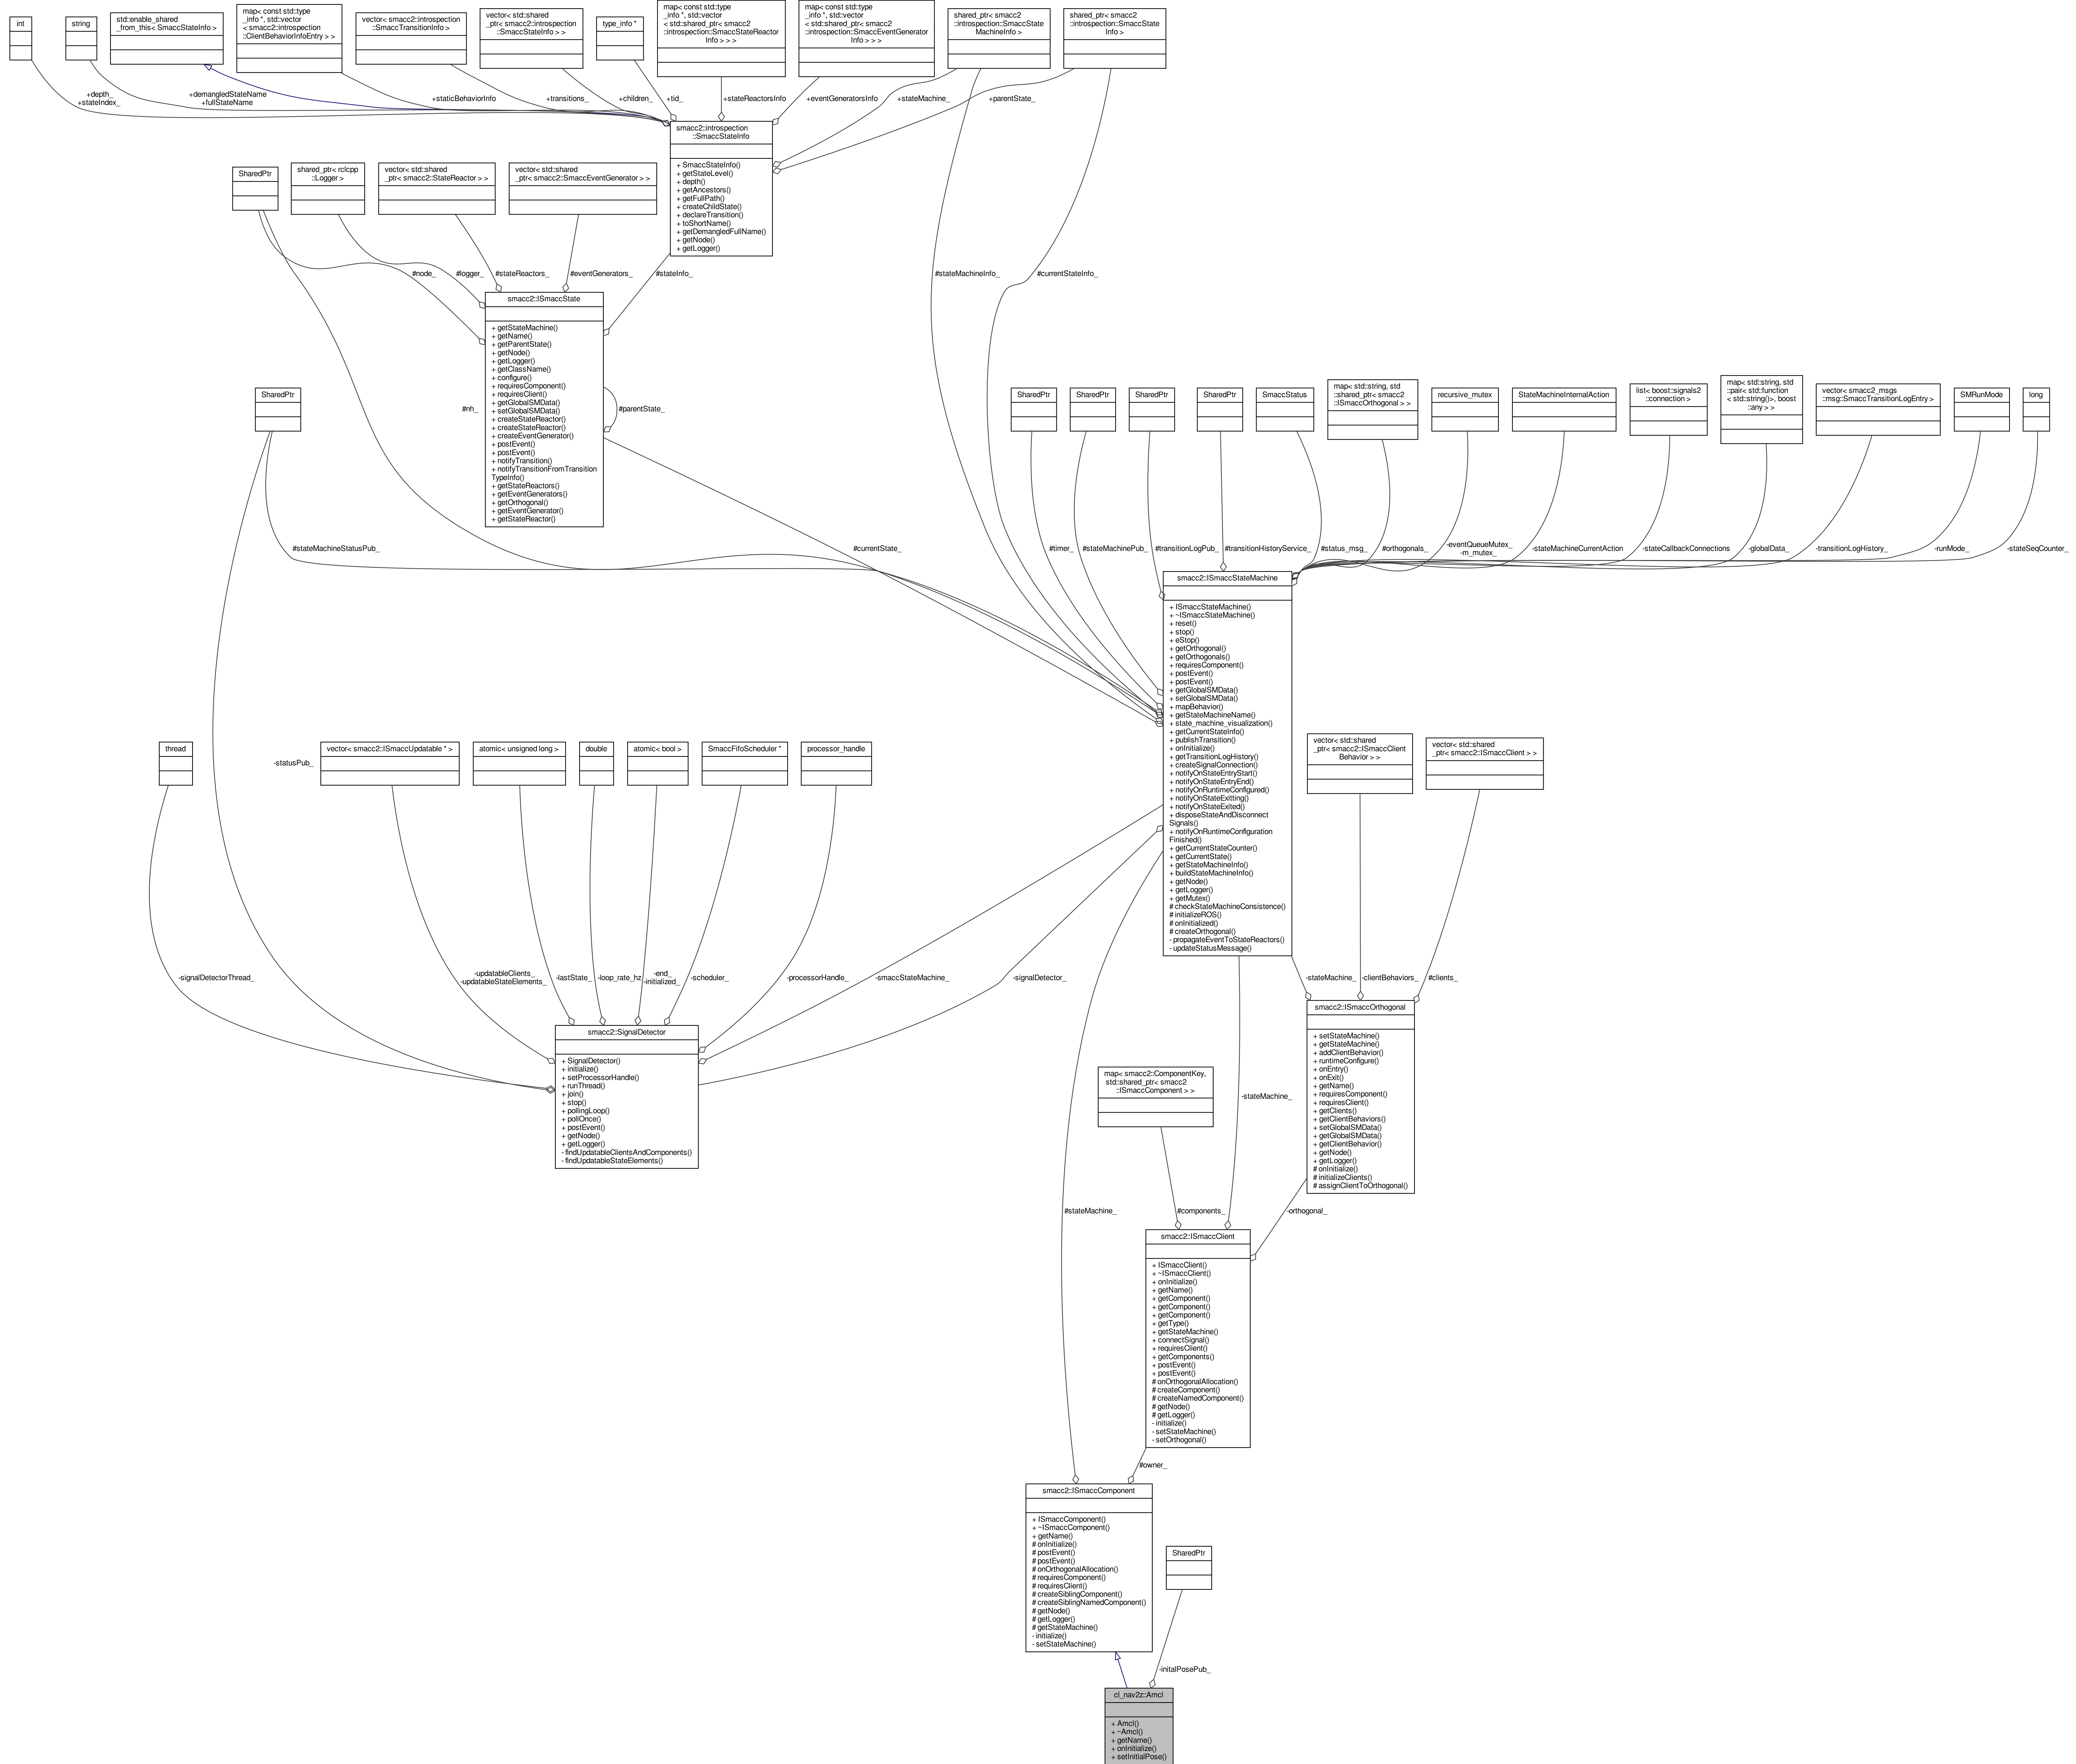 int
string
std::enable_shared
_from_this< SmaccStateInfo >
map< const std::type
_info *, std::vector
< smacc2::introspection
::ClientBehaviorInfoEntry > >
vector< smacc2::introspection
::SmaccTransitionInfo >
vector< std::shared
_ptr< smacc2::introspection
::SmaccStateInfo > >
type_info *
map< const std::type
_info *, std::vector
< std::shared_ptr< smacc2
::introspection::SmaccStateReactor
Info > > >
map< const std::type
_info *, std::vector
< std::shared_ptr< smacc2
::introspection::SmaccEventGenerator
Info > > >
shared_ptr< smacc2
::introspection::SmaccState
MachineInfo >
shared_ptr< smacc2
::introspection::SmaccState
Info >
+depth_
+stateIndex_
+demangledStateName
+fullStateName
+staticBehaviorInfo
+transitions_
+children_
+tid_
+stateReactorsInfo
+eventGeneratorsInfo
+stateMachine_
+parentState_
smacc2::introspection
::SmaccStateInfo
+ SmaccStateInfo()
+ getStateLevel()
+ depth()
+ getAncestors()
+ getFullPath()
+ createChildState()
+ declareTransition()
+ toShortName()
+ getDemangledFullName()
+ getNode()
+ getLogger()
SharedPtr
shared_ptr< rclcpp
::Logger >
vector< std::shared
_ptr< smacc2::StateReactor > >
vector< std::shared
_ptr< smacc2::SmaccEventGenerator > >
#node_
#logger_
#stateReactors_
#eventGenerators_
#stateInfo_
#stateMachineInfo_
#currentStateInfo_
smacc2::ISmaccState
+ getStateMachine()
+ getName()
+ getParentState()
+ getNode()
+ getLogger()
+ getClassName()
+ configure()
+ requiresComponent()
+ requiresClient()
+ getGlobalSMData()
+ setGlobalSMData()
+ createStateReactor()
+ createStateReactor()
+ createEventGenerator()
+ postEvent()
+ postEvent()
+ notifyTransition()
+ notifyTransitionFromTransition
TypeInfo()
+ getStateReactors()
+ getEventGenerators()
+ getOrthogonal()
+ getEventGenerator()
+ getStateReactor()
#parentState_
#nh_
SharedPtr
SharedPtr
SharedPtr
SharedPtr
SharedPtr
SmaccStatus
map< std::string, std
::shared_ptr< smacc2
::ISmaccOrthogonal > >
recursive_mutex
StateMachineInternalAction
list< boost::signals2
::connection >
map< std::string, std
::pair< std::function
< std::string()>, boost
::any > >
vector< smacc2_msgs
::msg::SmaccTransitionLogEntry >
SMRunMode
long
#stateMachineStatusPub_
#currentState_
#timer_
#stateMachinePub_
#transitionLogPub_
#transitionHistoryService_
#status_msg_
#orthogonals_
-eventQueueMutex_
-m_mutex_
-stateMachineCurrentAction
-stateCallbackConnections
-globalData_
-transitionLogHistory_
-runMode_
-stateSeqCounter_
smacc2::ISmaccStateMachine
+ ISmaccStateMachine()
+ ~ISmaccStateMachine()
+ reset()
+ stop()
+ eStop()
+ getOrthogonal()
+ getOrthogonals()
+ requiresComponent()
+ postEvent()
+ postEvent()
+ getGlobalSMData()
+ setGlobalSMData()
+ mapBehavior()
+ getStateMachineName()
+ state_machine_visualization()
+ getCurrentStateInfo()
+ publishTransition()
+ onInitialize()
+ getTransitionLogHistory()
+ createSignalConnection()
+ notifyOnStateEntryStart()
+ notifyOnStateEntryEnd()
+ notifyOnRuntimeConfigured()
+ notifyOnStateExitting()
+ notifyOnStateExited()
+ disposeStateAndDisconnect
Signals()
+ notifyOnRuntimeConfiguration
Finished()
+ getCurrentStateCounter()
+ getCurrentState()
+ getStateMachineInfo()
+ buildStateMachineInfo()
+ getNode()
+ getLogger()
+ getMutex()
# checkStateMachineConsistence()
# initializeROS()
# onInitialized()
# createOrthogonal()
- propagateEventToStateReactors()
- updateStatusMessage()
thread
-statusPub_
vector< smacc2::ISmaccUpdatable * >
atomic< unsigned long >
double
atomic< bool >
SmaccFifoScheduler *
processor_handle
vector< std::shared
_ptr< smacc2::ISmaccClient
Behavior > >
vector< std::shared
_ptr< smacc2::ISmaccClient > >
-signalDetectorThread_
-updatableClients_
-updatableStateElements_
-lastState_
-loop_rate_hz
-end_
-initialized_
-scheduler_
-processorHandle_
-smaccStateMachine_
-signalDetector_
-stateMachine_
-clientBehaviors_
#clients_
smacc2::SignalDetector
+ SignalDetector()
+ initialize()
+ setProcessorHandle()
+ runThread()
+ join()
+ stop()
+ pollingLoop()
+ pollOnce()
+ postEvent()
+ getNode()
+ getLogger()
- findUpdatableClientsAndComponents()
- findUpdatableStateElements()
smacc2::ISmaccOrthogonal
+ setStateMachine()
+ getStateMachine()
+ addClientBehavior()
+ runtimeConfigure()
+ onEntry()
+ onExit()
+ getName()
+ requiresComponent()
+ requiresClient()
+ getClients()
+ getClientBehaviors()
+ setGlobalSMData()
+ getGlobalSMData()
+ getClientBehavior()
+ getNode()
+ getLogger()
# onInitialize()
# initializeClients()
# assignClientToOrthogonal()
map< smacc2::ComponentKey,
std::shared_ptr< smacc2
::ISmaccComponent > >
-stateMachine_
#stateMachine_
#components_
-orthogonal_
smacc2::ISmaccClient
+ ISmaccClient()
+ ~ISmaccClient()
+ onInitialize()
+ getName()
+ getComponent()
+ getComponent()
+ getComponent()
+ getType()
+ getStateMachine()
+ connectSignal()
+ requiresClient()
+ getComponents()
+ postEvent()
+ postEvent()
# onOrthogonalAllocation()
# createComponent()
# createNamedComponent()
# getNode()
# getLogger()
- initialize()
- setStateMachine()
- setOrthogonal()
#owner_
smacc2::ISmaccComponent
+ ISmaccComponent()
+ ~ISmaccComponent()
+ getName()
# onInitialize()
# postEvent()
# postEvent()
# onOrthogonalAllocation()
# requiresComponent()
# requiresClient()
# createSiblingComponent()
# createSiblingNamedComponent()
# getNode()
# getLogger()
# getStateMachine()
- initialize()
- setStateMachine()
SharedPtr
-initalPosePub_
cl_nav2z::Amcl
+ Amcl()
+ ~Amcl()
+ getName()
+ onInitialize()
+ setInitialPose()